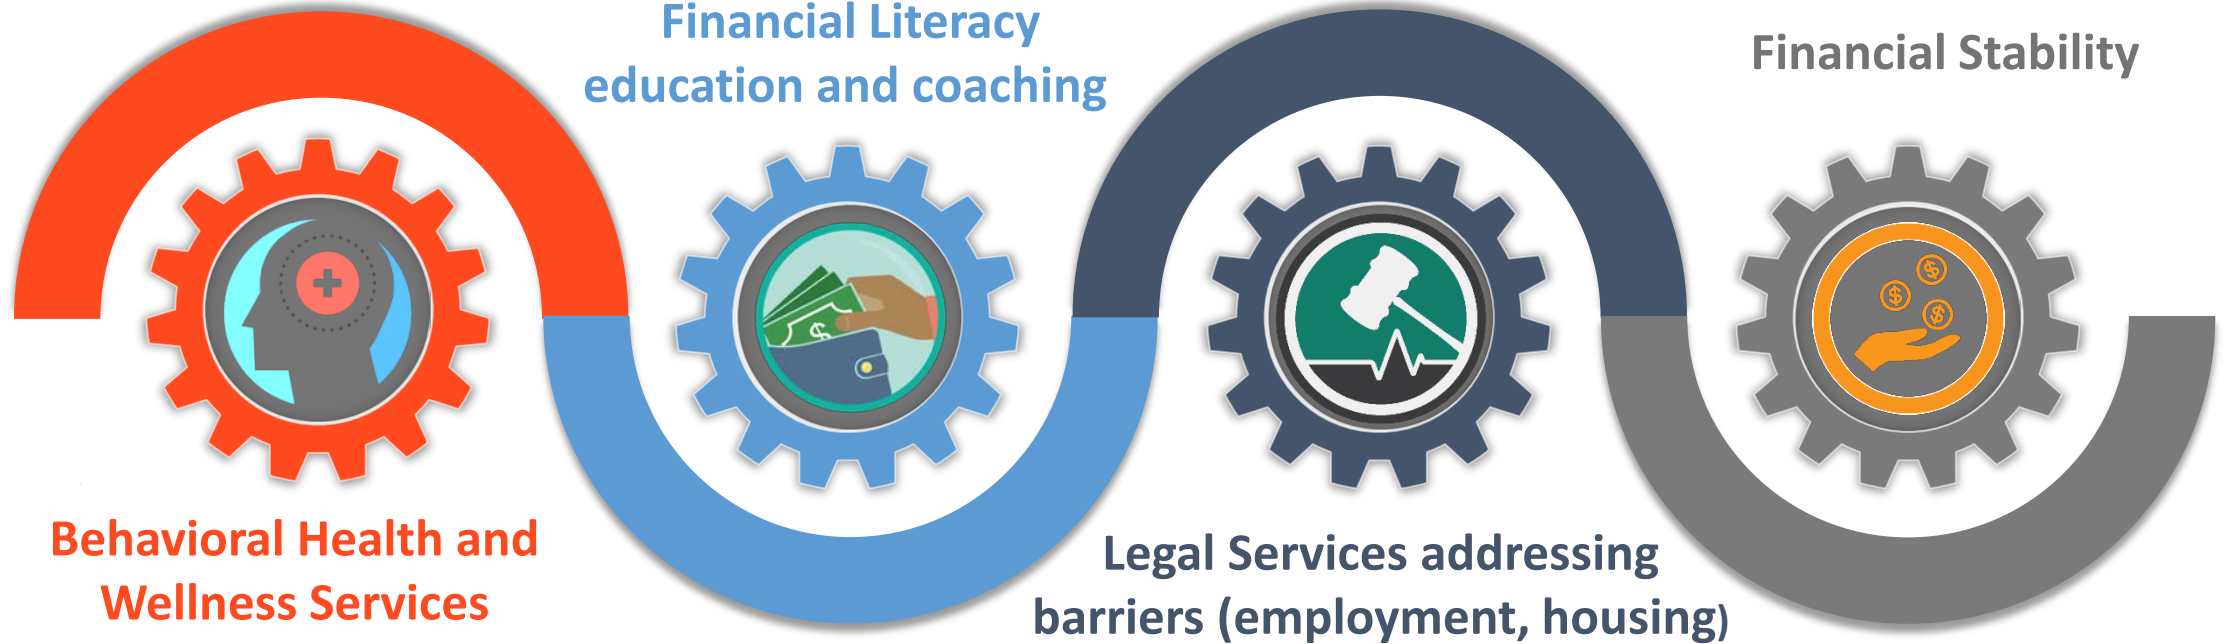 Behavioral Health and
Wellness Services
Financial Literacy
education and coaching
Legal Services addressing
barriers (employment, housing)
Financial Stability